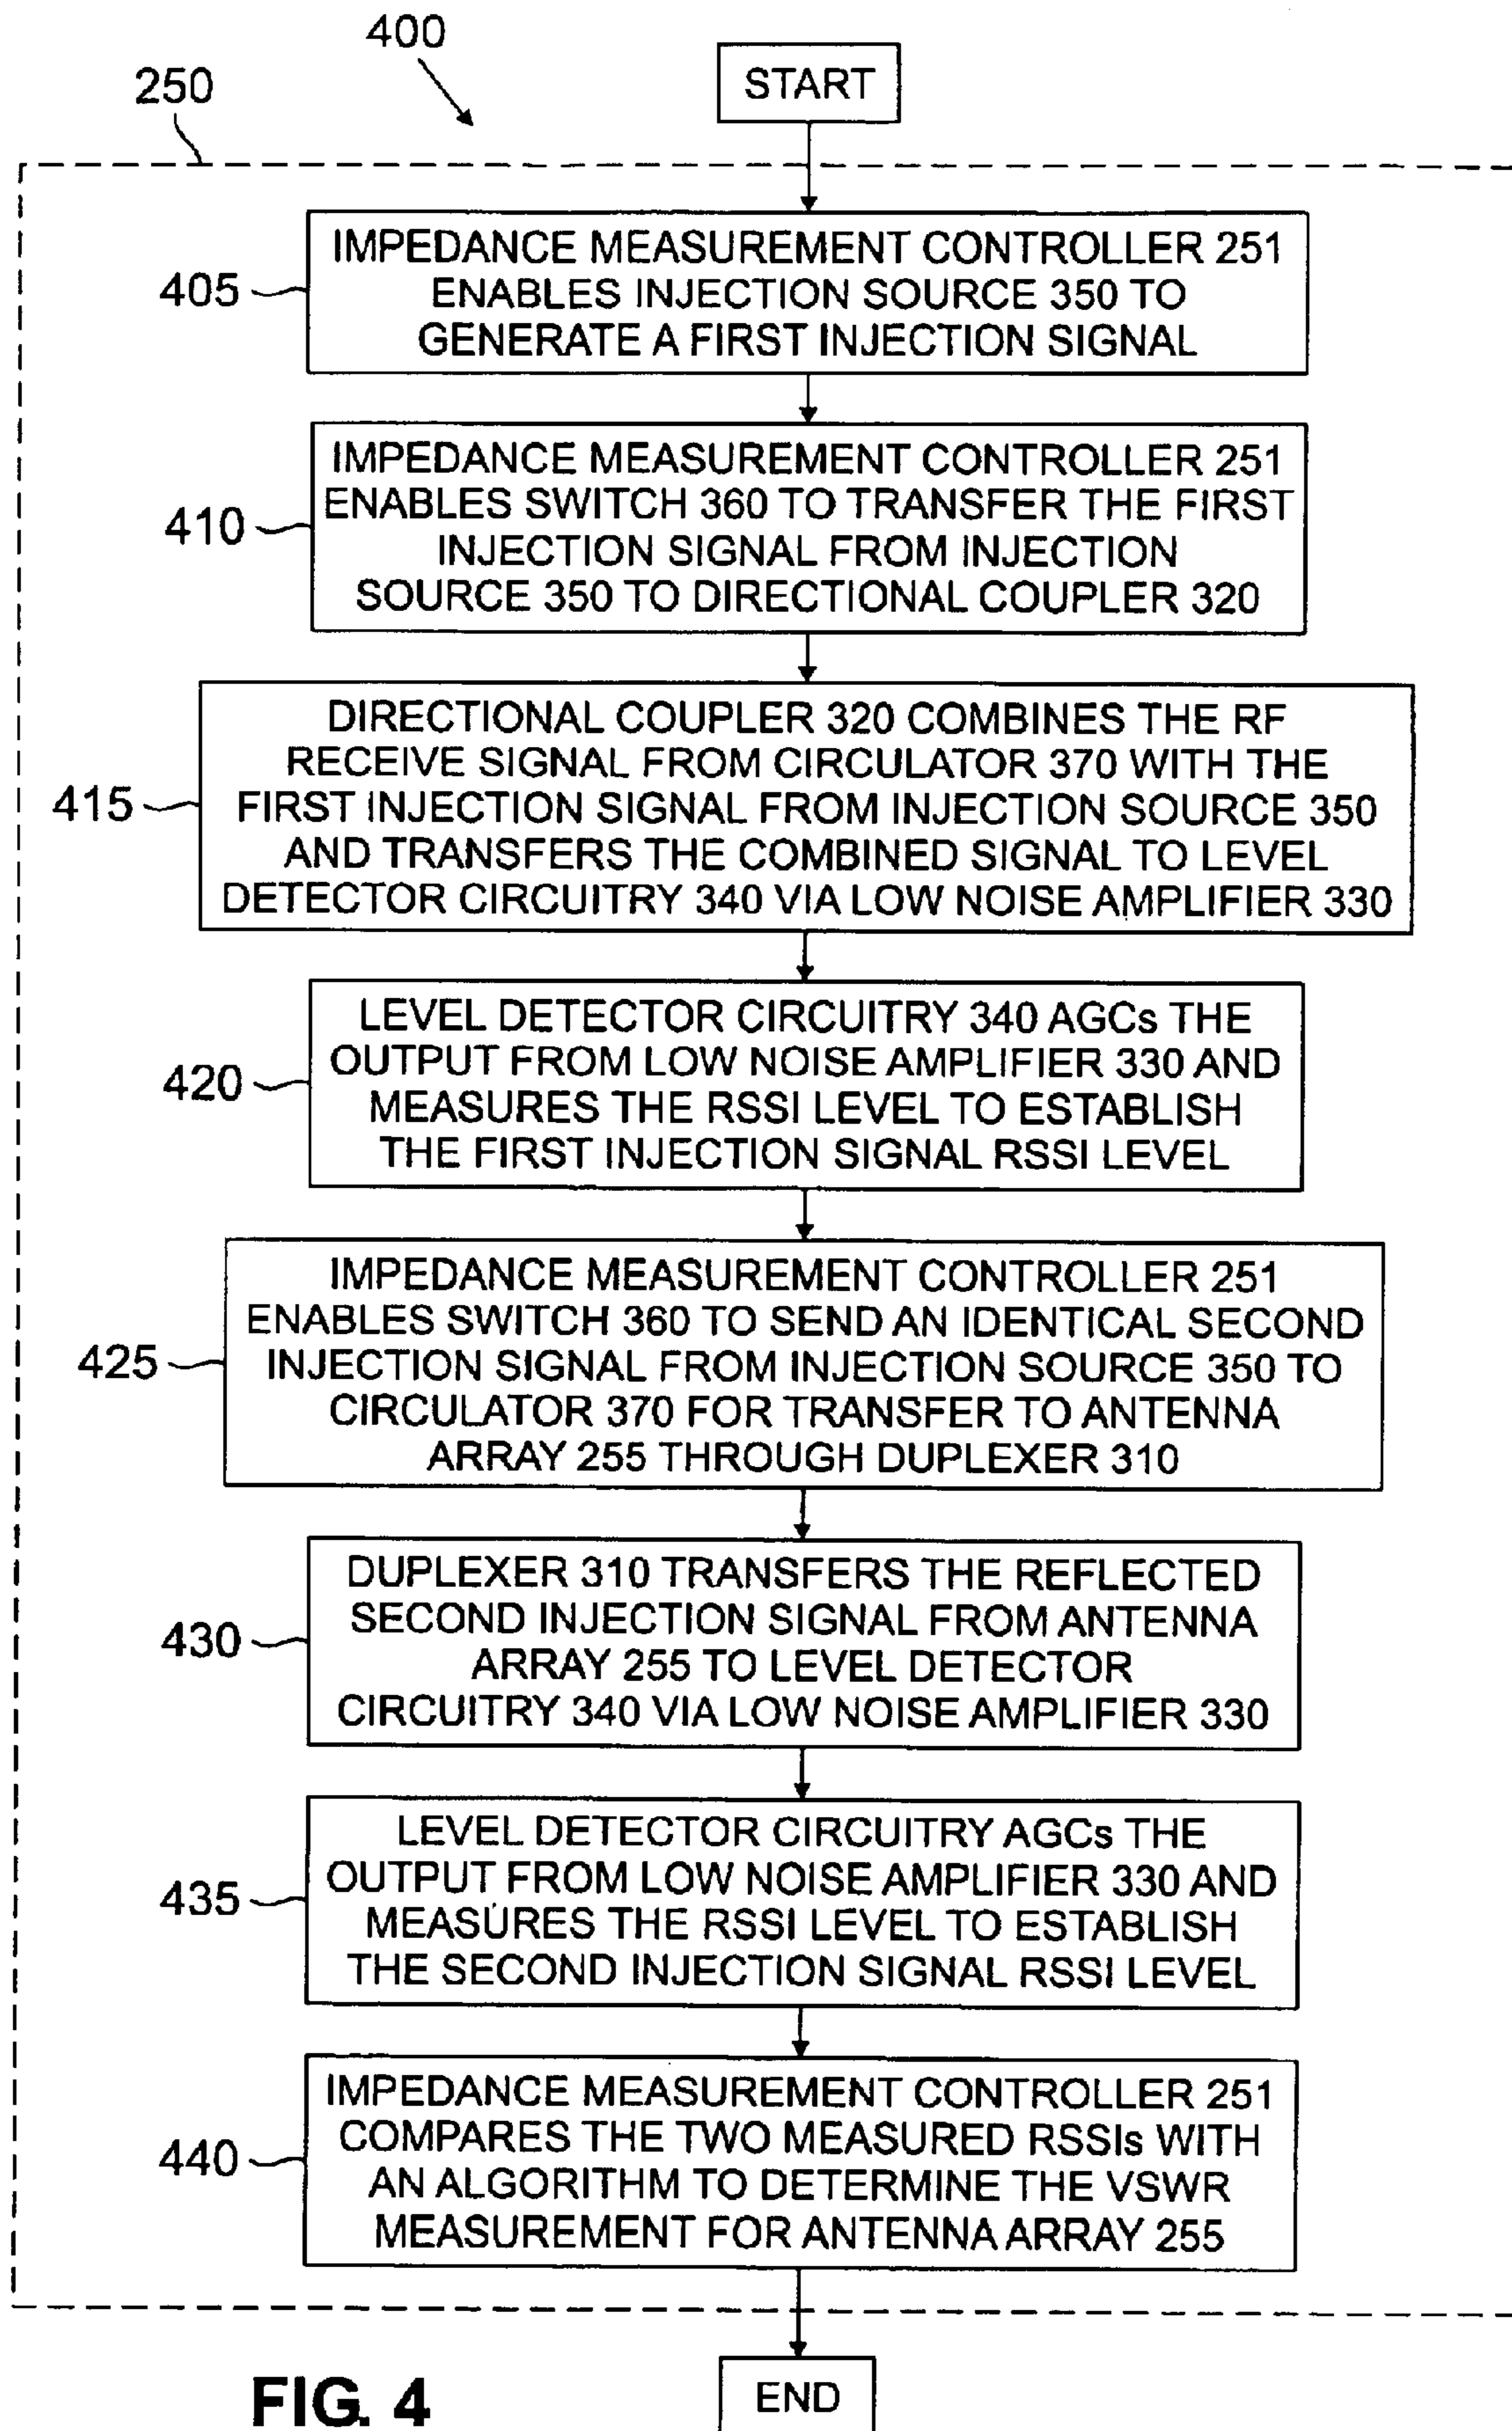 400
START
250
405
IMPEDANCE MEASUREMENT CONTROLLER 251
ENABLES INJECTION SOURCE 350 TO
GENERATE A FIRST INJECTION SIGNAL
410
IMPEDANCE MEASUREMENT CONTROLLER 251
ENABLES SWITCH 360 TO TRANSFER THE FIRST
INJECTION SIGNAL FROM INJECTION
SOURCE 350 TO DIRECTIONAL COUPLER 320
415
DIRECTIONAL COUPLER 320 COMBINES THE RF
RECEIVE SIGNAL FROM CIRCULATOR 370 WITH THE
FIRST INJECTION SIGNAL FROM INJECTION SOURCE 350
AND TRANSFERS THE COMBINED SIGNAL TO LEVEL
DETECTOR CIRCUITRY 340 VIA LOW NOISE AMPLIFIER 330
420
LEVEL DETECTOR CIRCUITRY 340 AGCs THE
OUTPUT FROM LOW NOISE AMPLIFIER 330 AND
MEASURES THE RSSI LEVEL TO ESTABLISH
THE FIRST INJECTION SIGNAL RSSI LEVEL
425
IMPEDANCE MEASUREMENT CONTROLLER 251
ENABLES SWITCH 360 TO SEND AN IDENTICAL SECOND
INJECTION SIGNAL FROM INJECTION SOURCE 350 TO
CIRCULATOR 370 FOR TRANSFER TO ANTENNA
ARRAY 255 THROUGH DUPLEXER 310
430
DUPLEXER 310 TRANSFERS THE REFLECTED
SECOND INJECTION SIGNAL FROM ANTENNA
ARRAY 255 TO LEVEL DETECTOR
CIRCUITRY 340 VIA LOW NOISE AMPLIFIER 330
435
LEVEL DETECTOR CIRCUITRY AGCs THE
OUTPUT FROM LOW NOISE AMPLIFIER 330 AND
MEASURES THE RSSI LEVEL TO ESTABLISH
THE SECOND INJECTION SIGNAL RSSI LEVEL
440
IMPEDANCE MEASUREMENT CONTROLLER 251
COMPARES THE TWO MEASURED RSSIs WITH
AN ALGORITHM TO DETERMINE THE VSWR
MEASUREMENT FOR ANTENNA ARRAY 255
END
FIG. 4